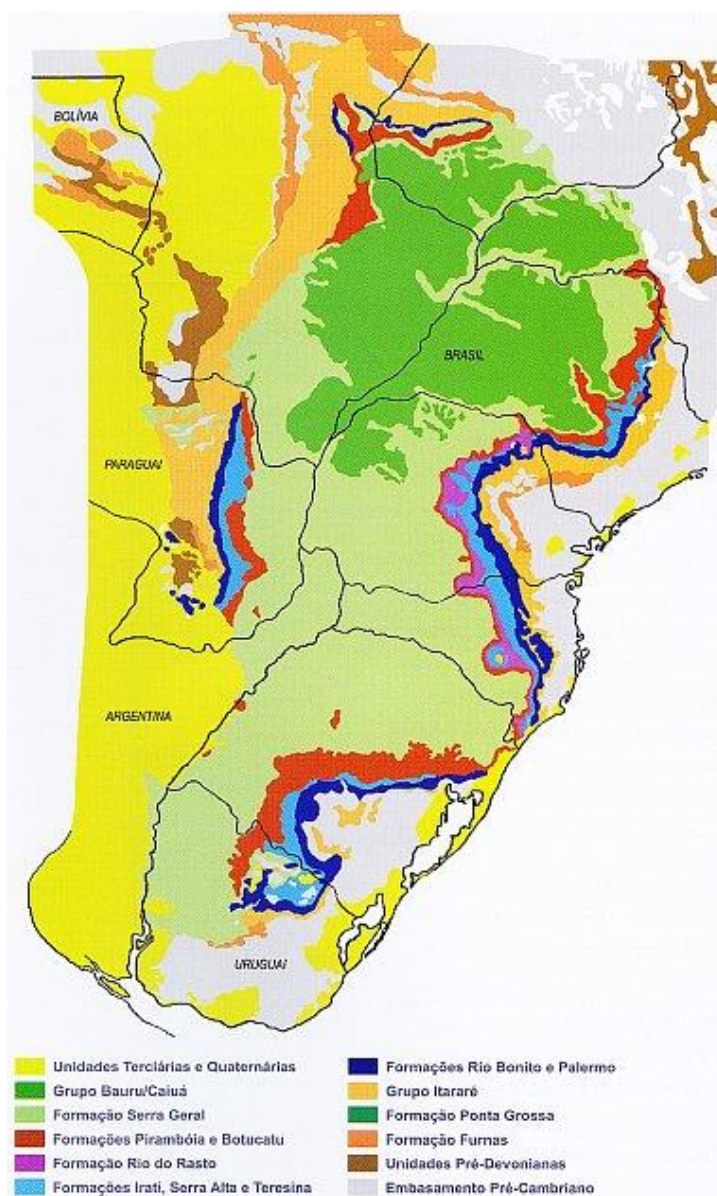 BOLÍVIA
BRASIL
PARAGUAI
ARGENTINA
URUGUAI
Unidades Terciárias e Quaternárias
Grupo Bauru/Caiuá
Formação Serra Geral
Formações Pirambóia e Botucatu
Formação Rio do Rasto
Formações Irati, Serra Alta e Teresina
Formações Rio Bonito e Palermo
Grupo Itararé
Formação Ponta Grossa
Formação Furnas
Unidades Pré-Devonianas
Embasamento Pré-Cambriano